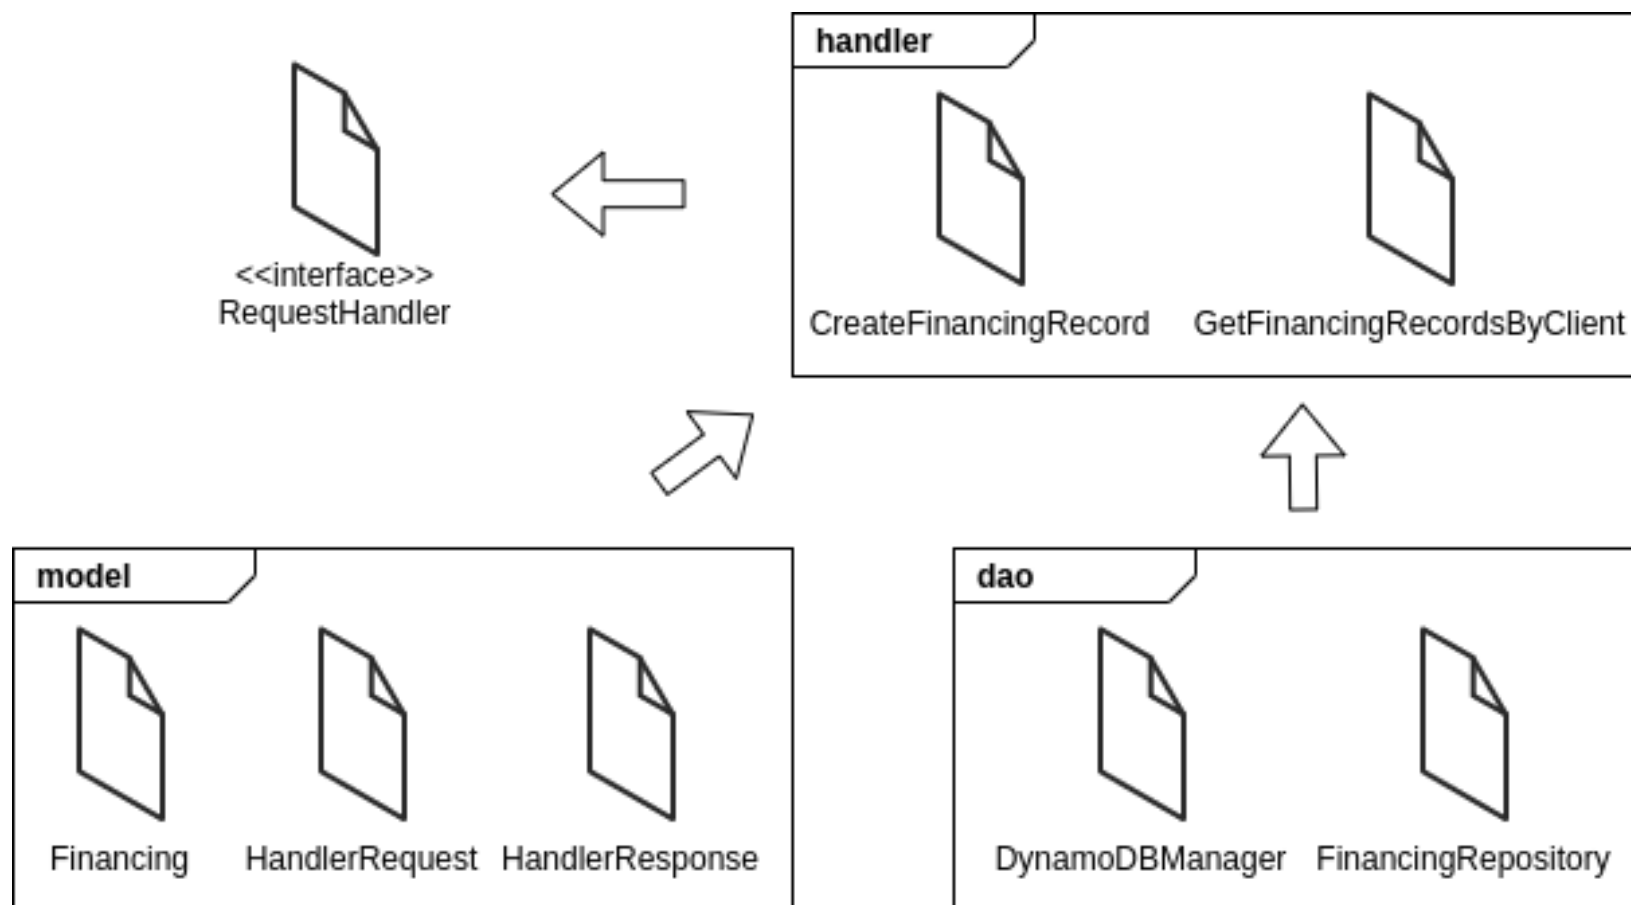 handler
<<interface>>
RequestHandler
CreateFinancingRecord
GetFinancingRecordsByClient
model
dao
Financing
HandlerRequest
HandlerResponse
DynamoDBManager
FinancingRepository